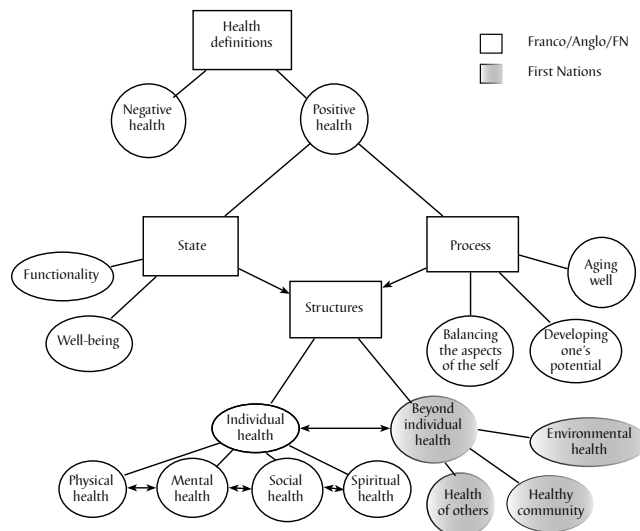 Health
definitions
Franco/Anglo/FN
First Nations
Negative
health
Positive
health
State
Process
Functionality
Aging
well
Well-being
Structures
Balancing
the aspects
of the self
Developing
one's
potential
Individual
health
Beyond
individual
health
Environmental
health
Physical
health
Mental
health
Social
health
Spiritual
health
Health
of others
Healthy
community